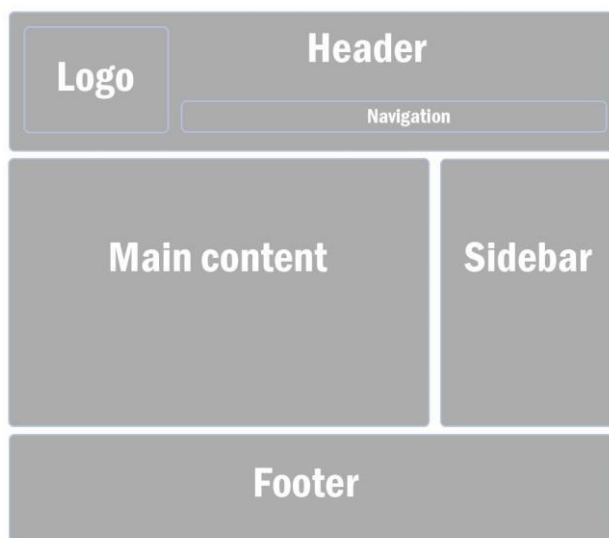 Header
Logo
Navigation
Main content
Sidebar
Footer